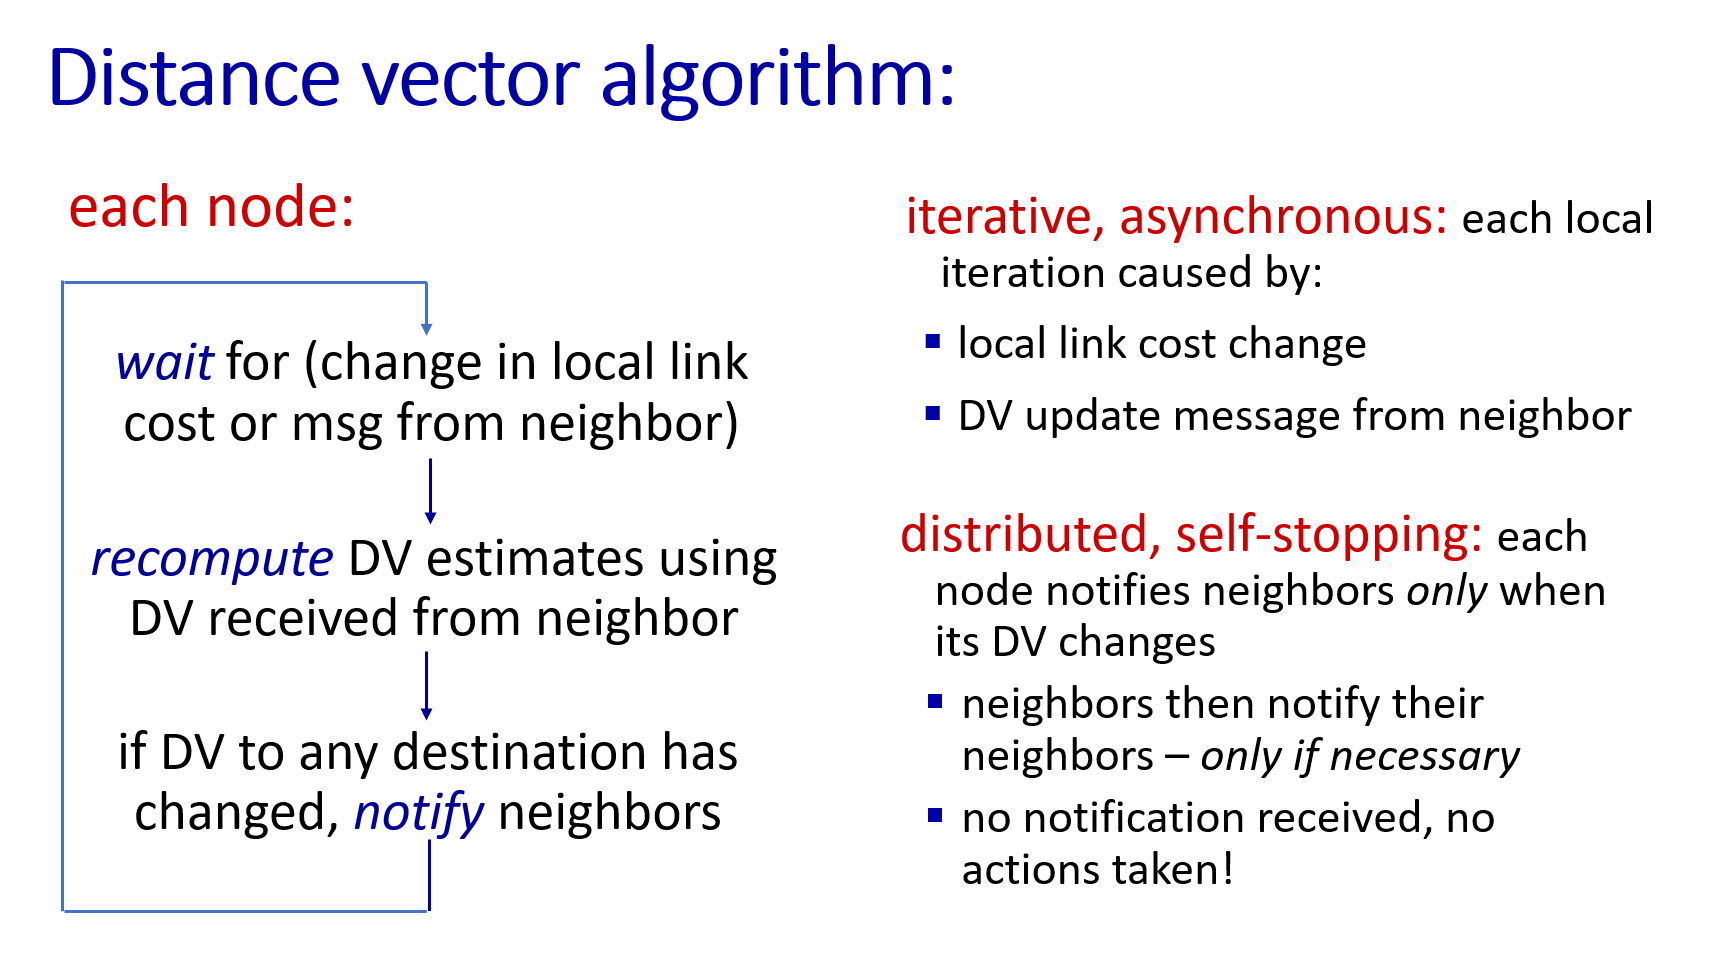 Distance vector algorithm:
each node:
wait for (change in local link
cost or msg from neighbor)
recompute DV estimates using
DV received from neighbor
if DV to any destination has
changed, notify neighbors
iterative, asynchronous: each local
iteration caused by:
▪ local link cost change
▪ DV update message from neighbor
distributed, self-stopping: each
node notifies neighbors only when
its DV changes
▪ neighbors then notify their
neighbors – only if necessary
▪ no notification received, no
actions taken!